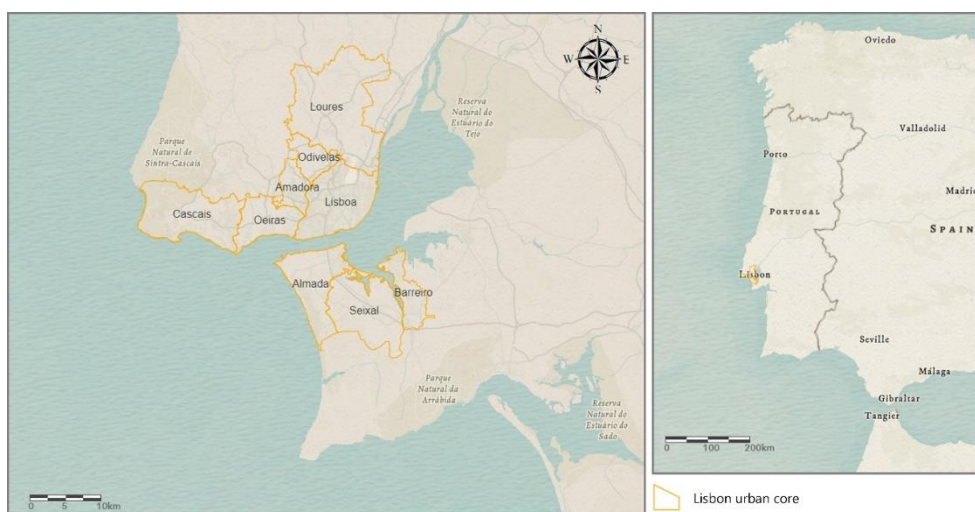 N
W E
S
Loures
Reserva
Natural do
Estuário do
Tejo
Parque
Natural de
Sintra-Cascais
Odivelas
Amadora
Lisboa
Cascais
Oeiras
Almada
Barreiro
Seixal
Parque
Natural da
Arrábida
Reserva
Natural do
Estuário do
Sado
0 5 10km
Oviedo
Valladolid
Porto
Madri
PORTUGAL
SPAIN
Lisbon
Seville
Málaga
Gibraltar
Tangier
0 100 200km
Lisbon urban core